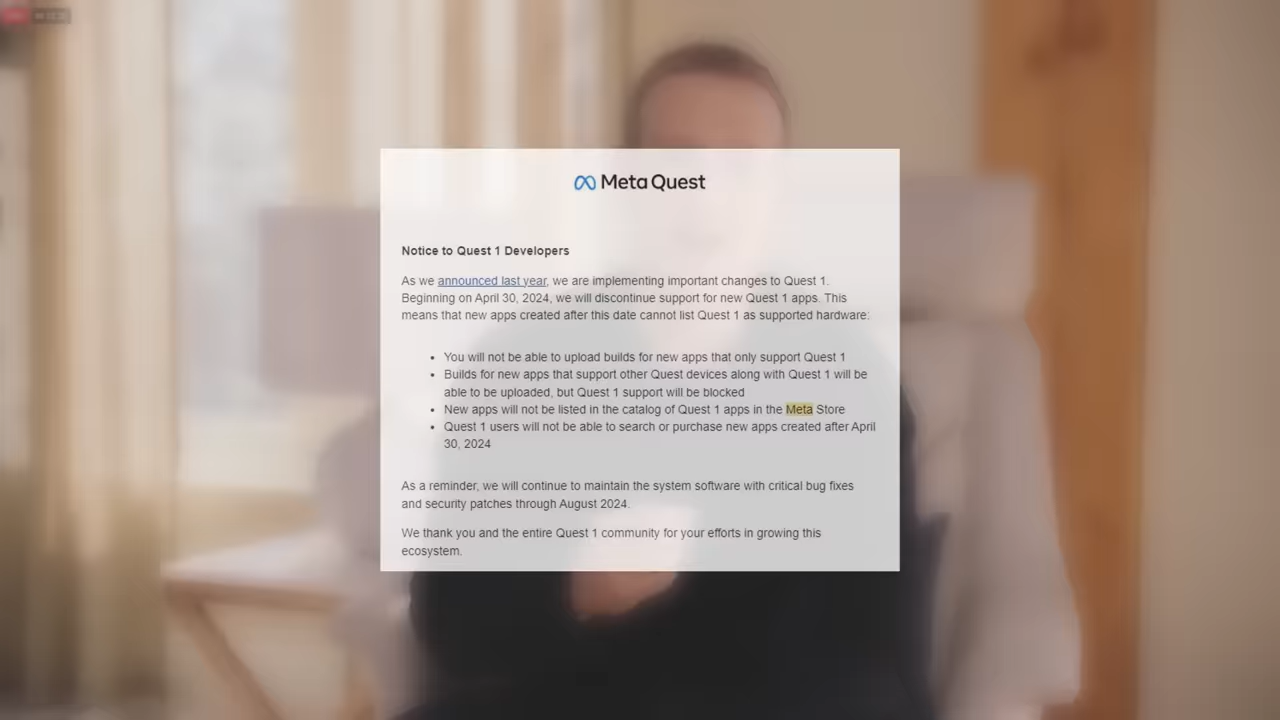 Meta Quest
Notice to Quest 1 Developers
As we announced last year, we are implementing important changes to Quest 1.
Beginning on April 30, 2024, we will discontinue support for new Quest 1 apps. This
means that new apps created after this date cannot list Quest 1 as supported hardware:
• You will not be able to upload builds for new apps that only support Quest 1
• Builds for new apps that support other Quest devices along with Quest 1 will be
able to be uploaded, but Quest 1 support will be blocked
• New apps will not be listed in the catalog of Quest 1 apps in the Meta Store
• Quest 1 users will not be able to search or purchase new apps created after April
30, 2024
As a reminder, we will continue to maintain the system software with critical bug fixes
and security patches through August 2024.
We thank you and the entire Quest 1 community for your efforts in growing this
ecosystem.